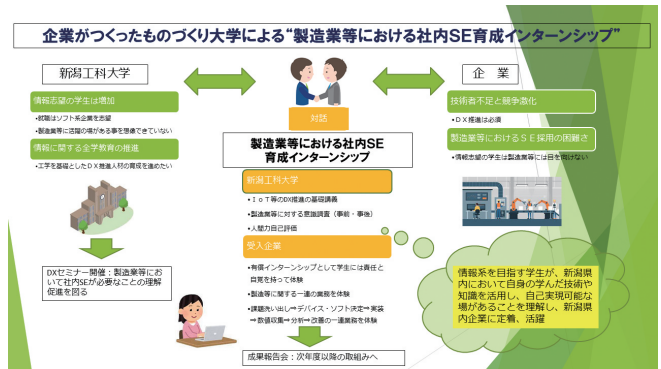 企業がつくったものづくり大学による“製造業等における社内SE育成インターンシップ”
新潟工科大学
情報志望の学生は増加
•就職はソフト系企業を志望
•製造業等に活躍の場がある事を想像できていない
情報に関する全学教育の推進
•工学を基礎としたDX推進人材の育成を進めたい
DXセミナー開催：製造業等にお
いて社内SEが必要なことの理解
促進を図る
対話
製造業等における社内SE
育成インターンシップ
新潟工科大学
•ＩｏＴ等のDX推進の基礎講義
•製造業等に対する意識調査（事前・事後）
•人間力自己評価
受入企業
•有償インターンシップとして学生には責任と
自覚を持って体験
•製造等に関する一連の業務を体験
•課題洗い出し⇒デバイス・ソフト決定⇒実装
⇒数値収集⇒分析⇒改善の一連業務を体験
成果報告会：次年度以降の取組みへ
企　業
技術者不足と競争激化
•ＤＸ推進は必須
製造業等におけるＳＥ採用の困難さ
•情報志望の学生は製造業等には目を向けない
情報系を目指す学生が、新潟県
内において自身の学んだ技術や
知識を活用し、自己実現可能な
場があることを理解し、新潟県
内企業に定着、活躍